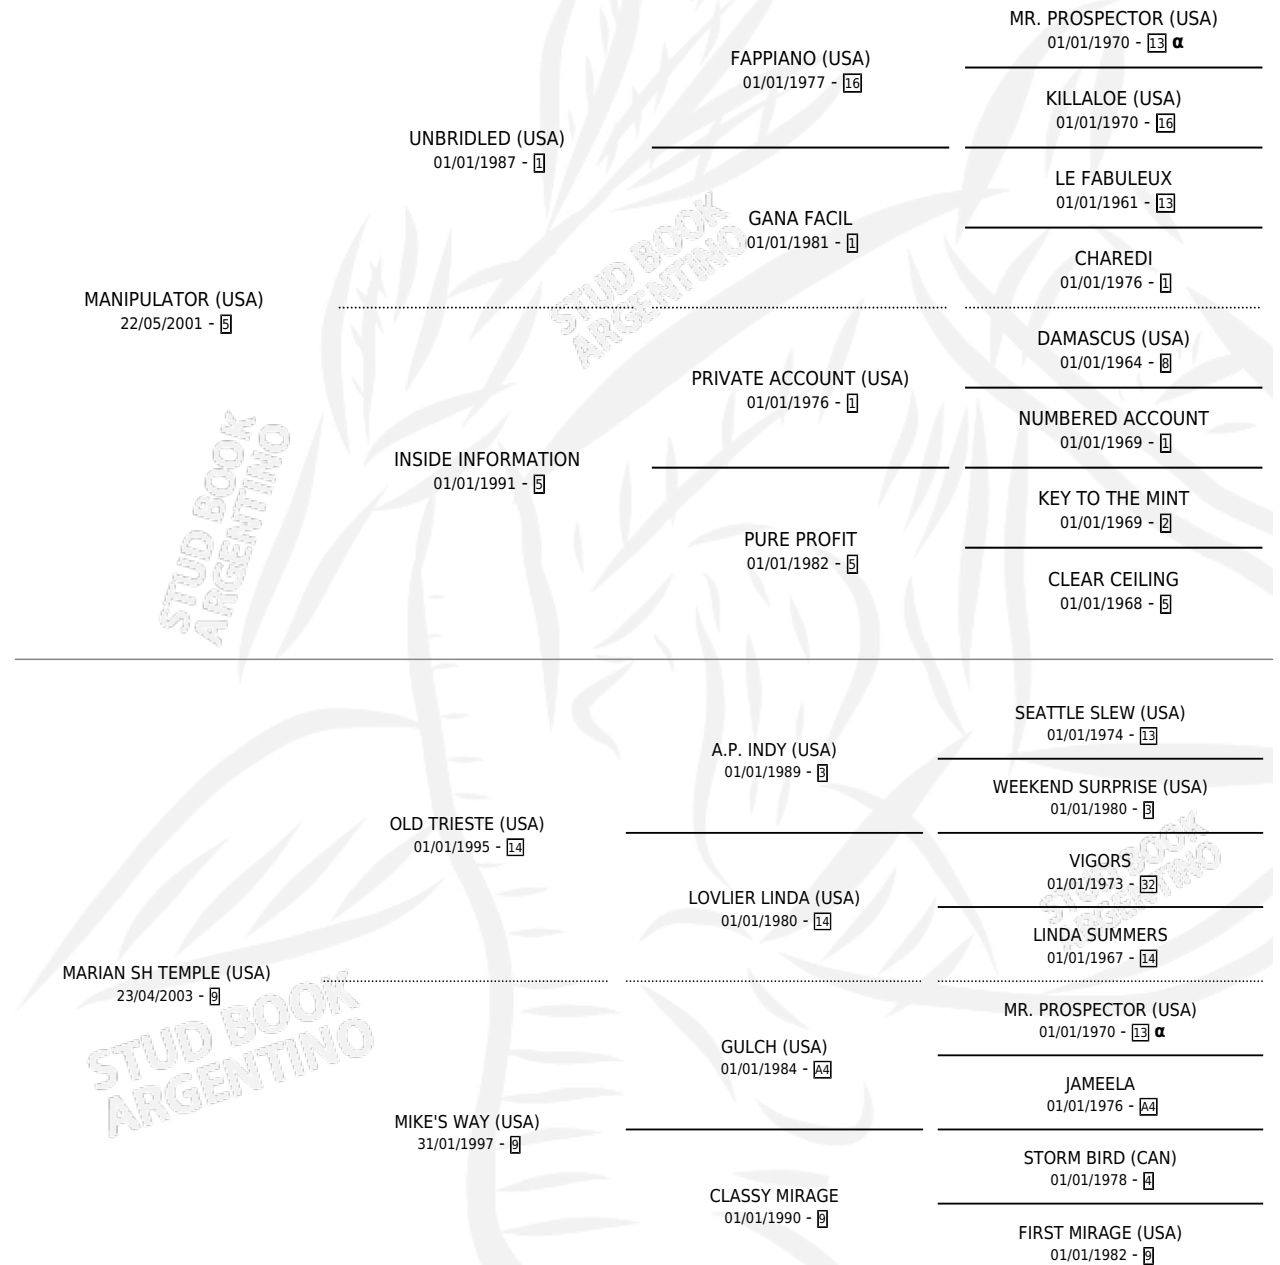 MR. PROSPECTOR (USA)
01/01/1970 - 13 α
FAPPIANO (USA)
01/01/1977 - 16
KILLALOE (USA)
01/01/1970 - 16
UNBRIDLED (USA)
01/01/1987 - 1
LE FABULEUX
01/01/1961 - 13
GANA FACIL
01/01/1981 - 1
CHAREDI
01/01/1976 - 1
MANIPULATOR (USA)
22/05/2001 - 5
DAMASCUS (USA)
01/01/1964 - 8
PRIVATE ACCOUNT (USA)
01/01/1976 - 1
NUMBERED ACCOUNT
01/01/1969 - 1
INSIDE INFORMATION
01/01/1991 - 5
KEY TO THE MINT
01/01/1969 - 2
PURE PROFIT
01/01/1982 - 5
CLEAR CEILING
01/01/1968 - 5
STUD BOOK
ARGENTINO
STUD BOOK
ARGENTINO
SEATTLE SLEW (USA)
01/01/1974 - 13
A.P. INDY (USA)
01/01/1989 - 3
WEEKEND SURPRISE (USA)
01/01/1980 - 3
OLD TRIESTE (USA)
01/01/1995 - 14
VIGORS
01/01/1973 - 32
LOVLIER LINDA (USA)
01/01/1980 - 14
LINDA SUMMERS
01/01/1967 - 14
MARIAN SH TEMPLE (USA)
23/04/2003 - 9
MR. PROSPECTOR (USA)
01/01/1970 - 13 α
GULCH (USA)
01/01/1984 - A4
JAMEELA
01/01/1976 - A4
MIKE'S WAY (USA)
31/01/1997 - 9
STORM BIRD (CAN)
01/01/1978 - 4
CLASSY MIRAGE
01/01/1990 - 9
FIRST MIRAGE (USA)
01/01/1982 - 9
STUD BOOK
ARGENTINO
STUD BOOK
ARGENTINO